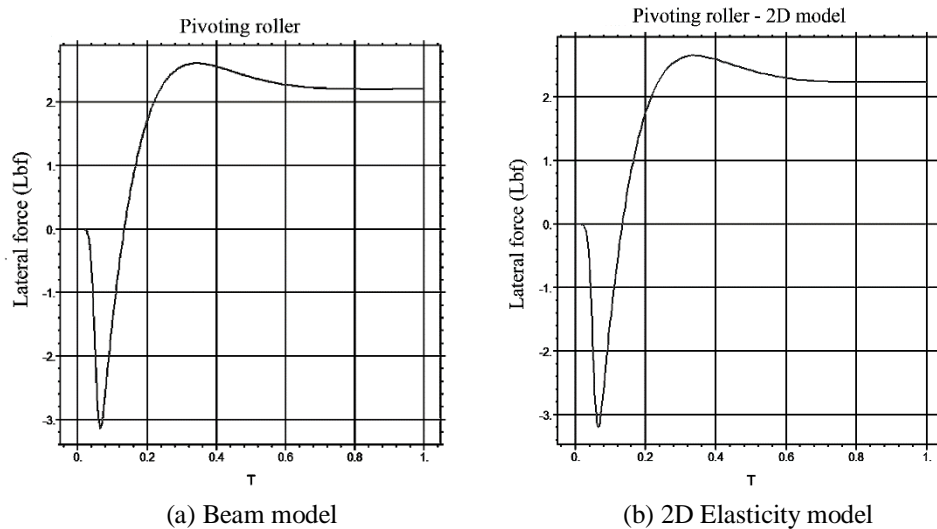 Pivoting roller
Lateral force (Lbf)
2.
1.
0.
-1.
-2.
-3.
0. 0.2 0.4 0.6 0.8 1.
T
(a) Beam model
Pivoting roller - 2D model
Lateral force (Lbf)
2.
1.
0.
-1.
-2.
-3.
0. 0.2 0.4 0.6 0.8 1.
T
(b) 2D Elasticity model